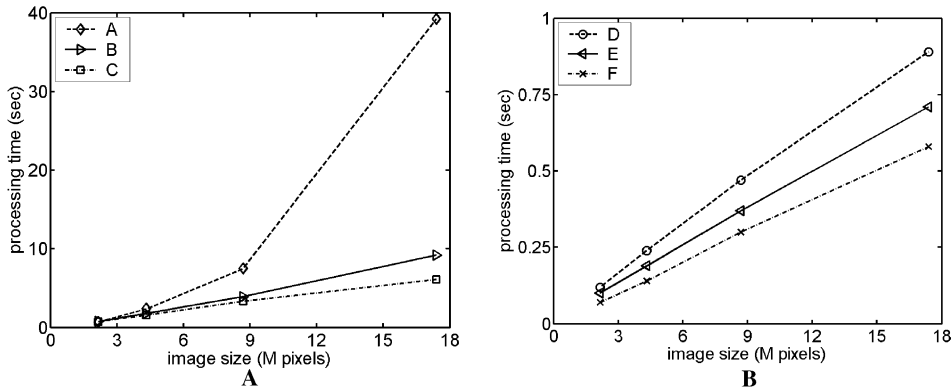 40
30
20
10
0
processing time (sec)
A
B
C
0 3 6 9 12 15 18
image size (M pixels)
A
1
0.75
0.5
0.25
0
processing time (sec)
D
E
F
0 3 6 9 12 15 18
image size (M pixels)
B